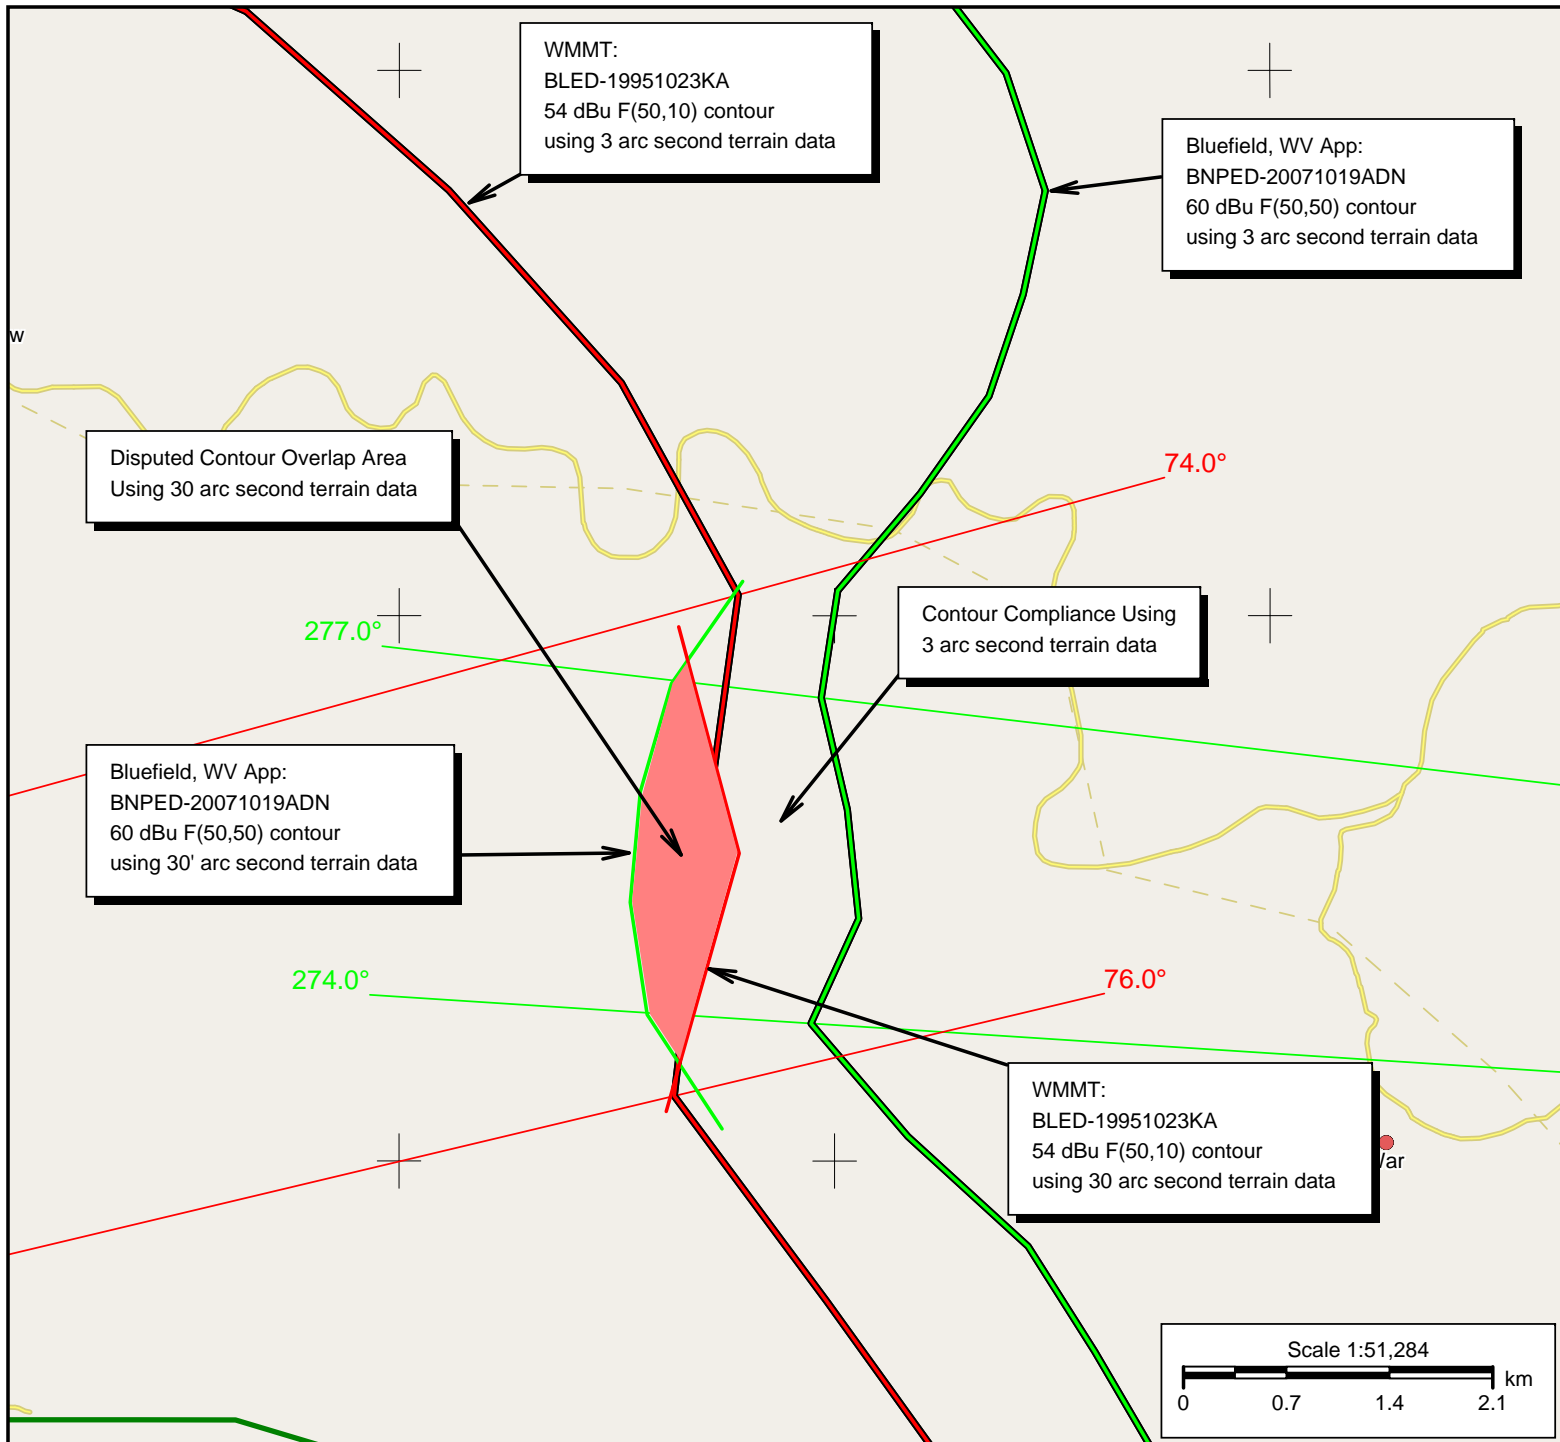 WMMT:
BLED-19951023KA
54 dBu F(50,10) contour
using 3 arc second terrain data
Bluefield, WV App:
BNPED-20071019ADN
60 dBu F(50,50) contour
using 3 arc second terrain data
w
Disputed Contour Overlap Area
Using 30 arc second terrain data
74.0°
277.0°
Contour Compliance Using
3 arc second terrain data
Bluefield, WV App:
BNPED-20071019ADN
60 dBu F(50,50) contour
using 30' arc second terrain data
274.0°
76.0°
WMMT:
BLED-19951023KA
54 dBu F(50,10) contour
using 30 arc second terrain data
Scale 1:51,284
km
0 0.7 1.4 2.1